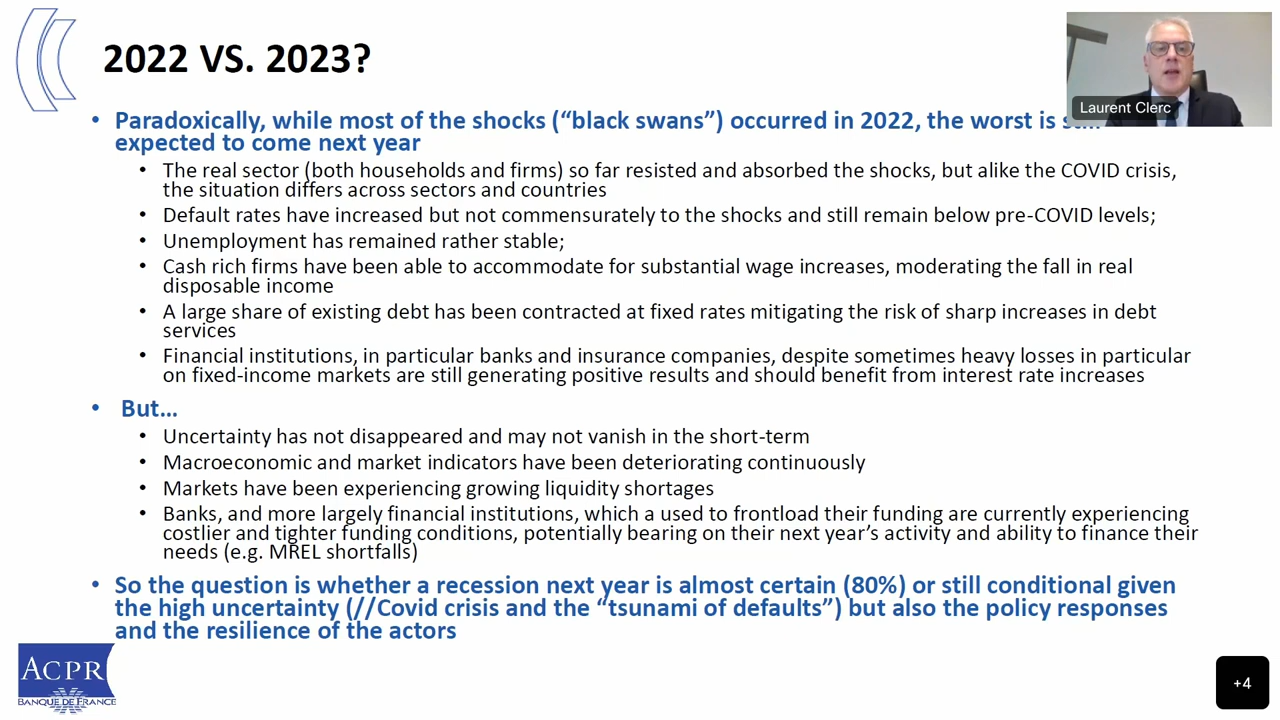 2022 VS. 2023?
Laurent Clerc
• Paradoxically, while most of the shocks (“black swans”) occurred in 2022, the worst is still
expected to come next year
• The real sector (both households and firms) so far resisted and absorbed the shocks, but alike the COVID crisis,
the situation differs across sectors and countries
• Default rates have increased but not commensurately to the shocks and still remain below pre-COVID levels;
• Unemployment has remained rather stable;
• Cash rich firms have been able to accommodate for substantial wage increases, moderating the fall in real
disposable income
• A large share of existing debt has been contracted at fixed rates mitigating the risk of sharp increases in debt
services
• Financial institutions, in particular banks and insurance companies, despite sometimes heavy losses in particular
on fixed-income markets are still generating positive results and should benefit from interest rate increases
• But…
• Uncertainty has not disappeared and may not vanish in the short-term
• Macroeconomic and market indicators have been deteriorating continuously
• Markets have been experiencing growing liquidity shortages
• Banks, and more largely financial institutions, which a used to frontload their funding are currently experiencing
costlier and tighter funding conditions, potentially bearing on their next year’s activity and ability to finance their
needs (e.g. MREL shortfalls)
• So the question is whether a recession next year is almost certain (80%) or still conditional given
the high uncertainty (//Covid crisis and the “tsunami of defaults”) but also the policy responses
and the resilience of the actors
ACPR
BANQUE DE FRANCE
+4